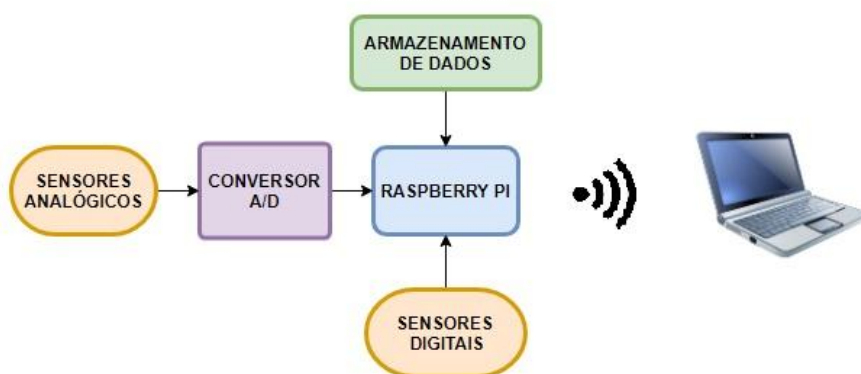 ARMAZENAMENTO
DE DADOS
SENSORES
ANALÓGICOS
CONVERSOR
A/D
RASPBERRY PI
SENSORES
DIGITAIS